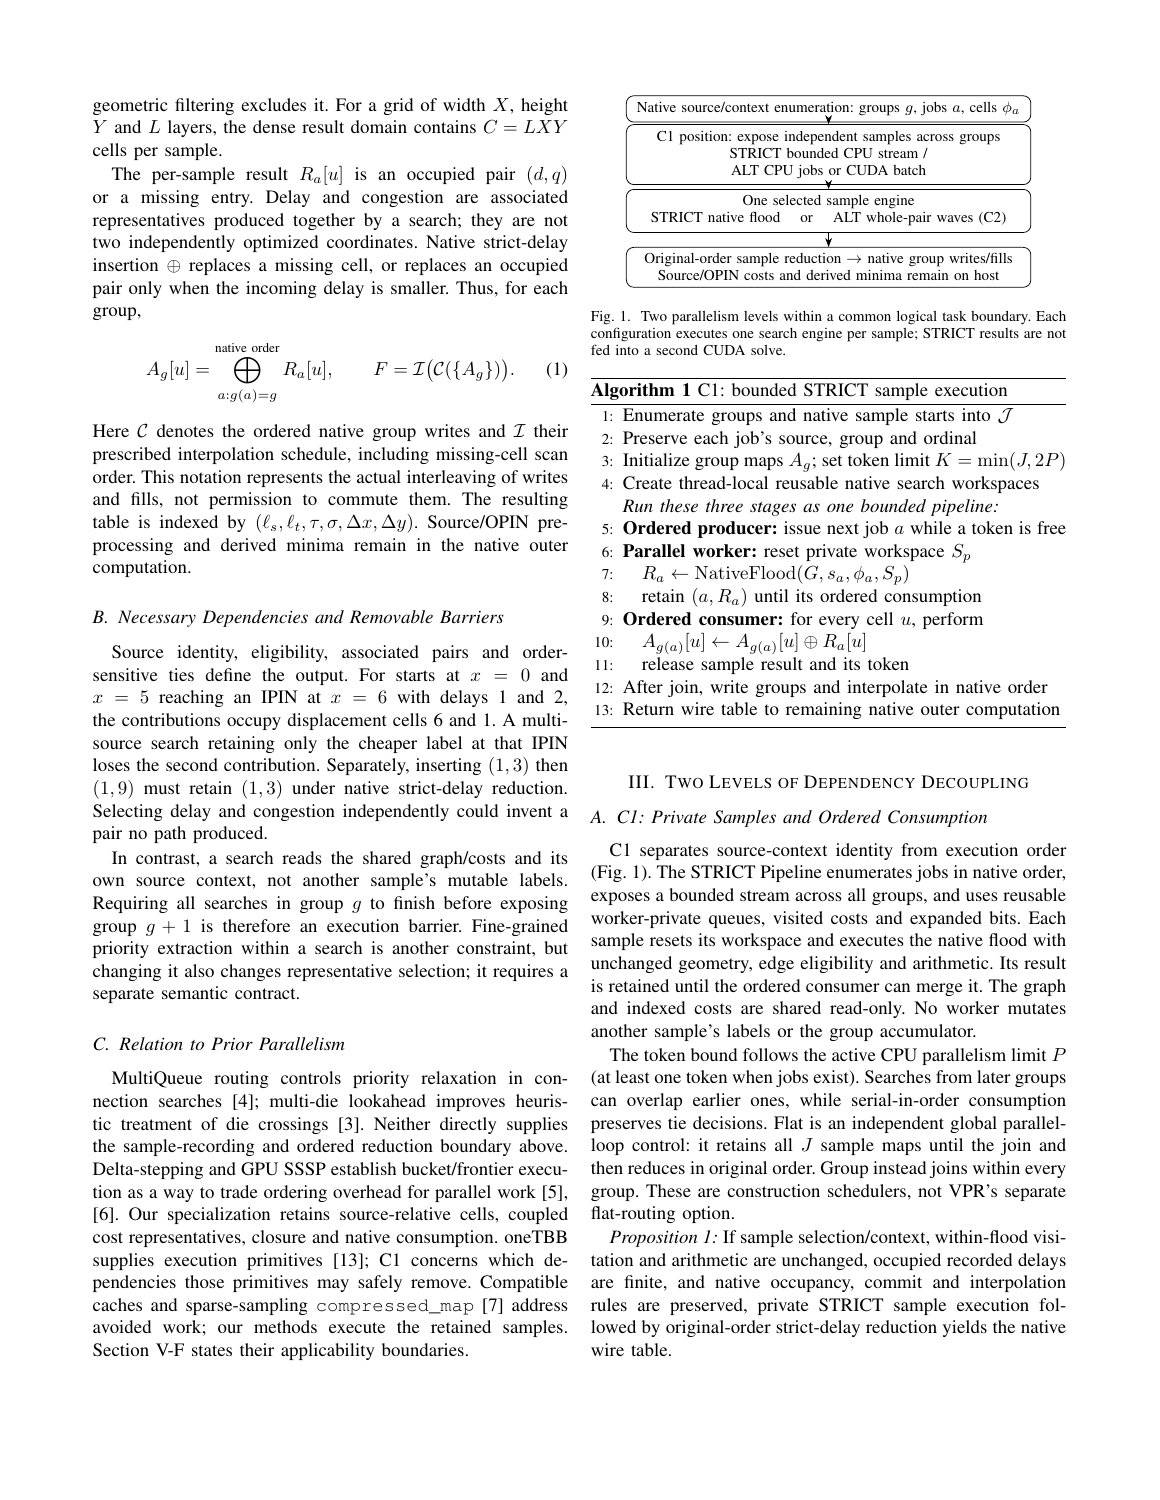 geometric filtering excludes it. For a grid of width X, height
Y and L layers, the dense result domain contains C = LXY
cells per sample.
The per-sample result R_a[u] is an occupied pair (d, q)
or a missing entry. Delay and congestion are associated
representatives produced together by a search; they are not
two independently optimized coordinates. Native strict-delay
insertion ⊕ replaces a missing cell, or replaces an occupied
pair only when the incoming delay is smaller. Thus, for each
group,
A_g[u] = native order ⊕ a:g(a)=g R_a[u], F = ℐ(𝒞({A_g})). (1)
Here 𝒞 denotes the ordered native group writes and ℐ their
prescribed interpolation schedule, including missing-cell scan
order. This notation represents the actual interleaving of writes
and fills, not permission to commute them. The resulting
table is indexed by (ℓ_s, ℓ_t, τ, σ, Δx, Δy). Source/OPIN pre-
processing and derived minima remain in the native outer
computation.
B. Necessary Dependencies and Removable Barriers
Source identity, eligibility, associated pairs and order-
sensitive ties define the output. For starts at x = 0 and
x = 5 reaching an IPIN at x = 6 with delays 1 and 2,
the contributions occupy displacement cells 6 and 1. A multi-
source search retaining only the cheaper label at that IPIN
loses the second contribution. Separately, inserting (1, 3) then
(1, 9) must retain (1, 3) under native strict-delay reduction.
Selecting delay and congestion independently could invent a
pair no path produced.
In contrast, a search reads the shared graph/costs and its
own source context, not another sample's mutable labels.
Requiring all searches in group g to finish before exposing
group g + 1 is therefore an execution barrier. Fine-grained
priority extraction within a search is another constraint, but
changing it also changes representative selection; it requires a
separate semantic contract.
C. Relation to Prior Parallelism
MultiQueue routing controls priority relaxation in con-
nection searches [4]; multi-die lookahead improves heuris-
tic treatment of die crossings [3]. Neither directly supplies
the sample-recording and ordered reduction boundary above.
Delta-stepping and GPU SSSP establish bucket/frontier execu-
tion as a way to trade ordering overhead for parallel work [5],
[6]. Our specialization retains source-relative cells, coupled
cost representatives, closure and native consumption. oneTBB
supplies execution primitives [13]; C1 concerns which de-
pendencies those primitives may safely remove. Compatible
caches and sparse-sampling compressed_map [7] address
avoided work; our methods execute the retained samples.
Section V-F states their applicability boundaries.
Native source/context enumeration: groups g, jobs a, cells ϕ_a
C1 position: expose independent samples across groups
STRICT bounded CPU stream /
ALT CPU jobs or CUDA batch
One selected sample engine
STRICT native flood or ALT whole-pair waves (C2)
Original-order sample reduction → native group writes/fills
Source/OPIN costs and derived minima remain on host
Fig. 1. Two parallelism levels within a common logical task boundary. Each
configuration executes one search engine per sample; STRICT results are not
fed into a second CUDA solve.
Algorithm 1 C1: bounded STRICT sample execution
1: Enumerate groups and native sample starts into 𝒥
2: Preserve each job's source, group and ordinal
3: Initialize group maps A_g; set token limit K = min(J, 2P)
4: Create thread-local reusable native search workspaces
Run these three stages as one bounded pipeline:
5: Ordered producer: issue next job a while a token is free
6: Parallel worker: reset private workspace S_p
7: R_a ← NativeFlood(G, s_a, ϕ_a, S_p)
8: retain (a, R_a) until its ordered consumption
9: Ordered consumer: for every cell u, perform
10: A_g(a)[u] ← A_g(a)[u] ⊕ R_a[u]
11: release sample result and its token
12: After join, write groups and interpolate in native order
13: Return wire table to remaining native outer computation
III. TWO LEVELS OF DEPENDENCY DECOUPLING
A. C1: Private Samples and Ordered Consumption
C1 separates source-context identity from execution order
(Fig. 1). The STRICT Pipeline enumerates jobs in native order,
exposes a bounded stream across all groups, and uses reusable
worker-private queues, visited costs and expanded bits. Each
sample resets its workspace and executes the native flood with
unchanged geometry, edge eligibility and arithmetic. Its result
is retained until the ordered consumer can merge it. The graph
and indexed costs are shared read-only. No worker mutates
another sample's labels or the group accumulator.
The token bound follows the active CPU parallelism limit P
(at least one token when jobs exist). Searches from later groups
can overlap earlier ones, while serial-in-order consumption
preserves tie decisions. Flat is an independent global parallel-
loop control: it retains all J sample maps until the join and
then reduces in original order. Group instead joins within every
group. These are construction schedulers, not VPR's separate
flat-routing option.
Proposition 1: If sample selection/context, within-flood visi-
tation and arithmetic are unchanged, occupied recorded delays
are finite, and native occupancy, commit and interpolation
rules are preserved, private STRICT sample execution fol-
lowed by original-order strict-delay reduction yields the native
wire table.